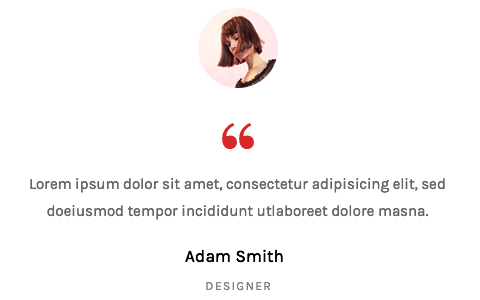 “
Lorem ipsum dolor sit amet, consectetur adipisicing elit, sed
doeiusmod tempor incididunt utlaboreet dolore masna.
Adam Smith
DESIGNER